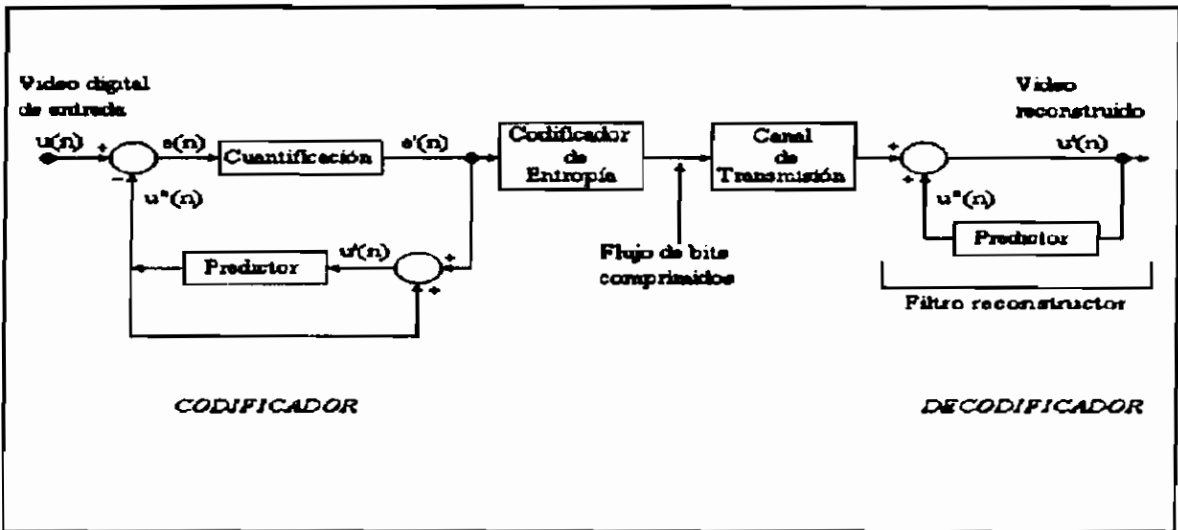 Video digital
de entrada
u(n)
+
−
e(n)
Cuantificación
e'(n)
u"(n)
Predictor
u'(n)
+
+
Codificador
de
Entropía
Flujo de bits
comprimidos
Canal
de
Transmisión
Video
reconstruido
+
+
u'(n)
u"(n)
Predictor
Filtro reconstructor
CODIFICADOR
DECODIFICADOR